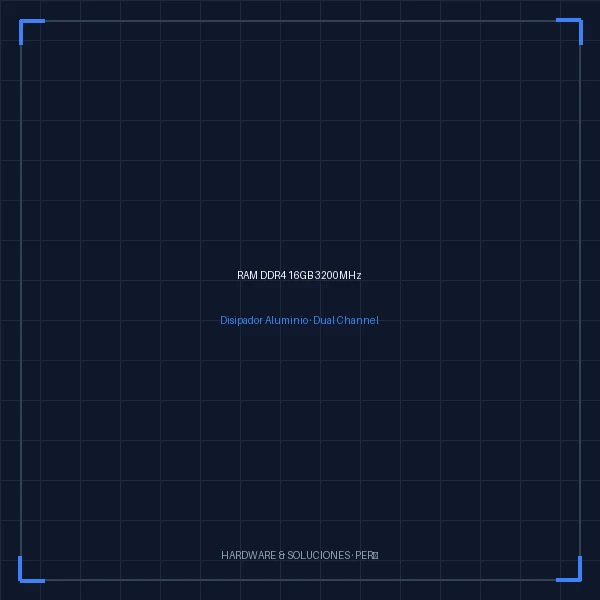 RAM DDR4 16GB 3200MHz
Disipador Aluminio · Dual Channel
HARDWARE & SOLUCIONES · PER□